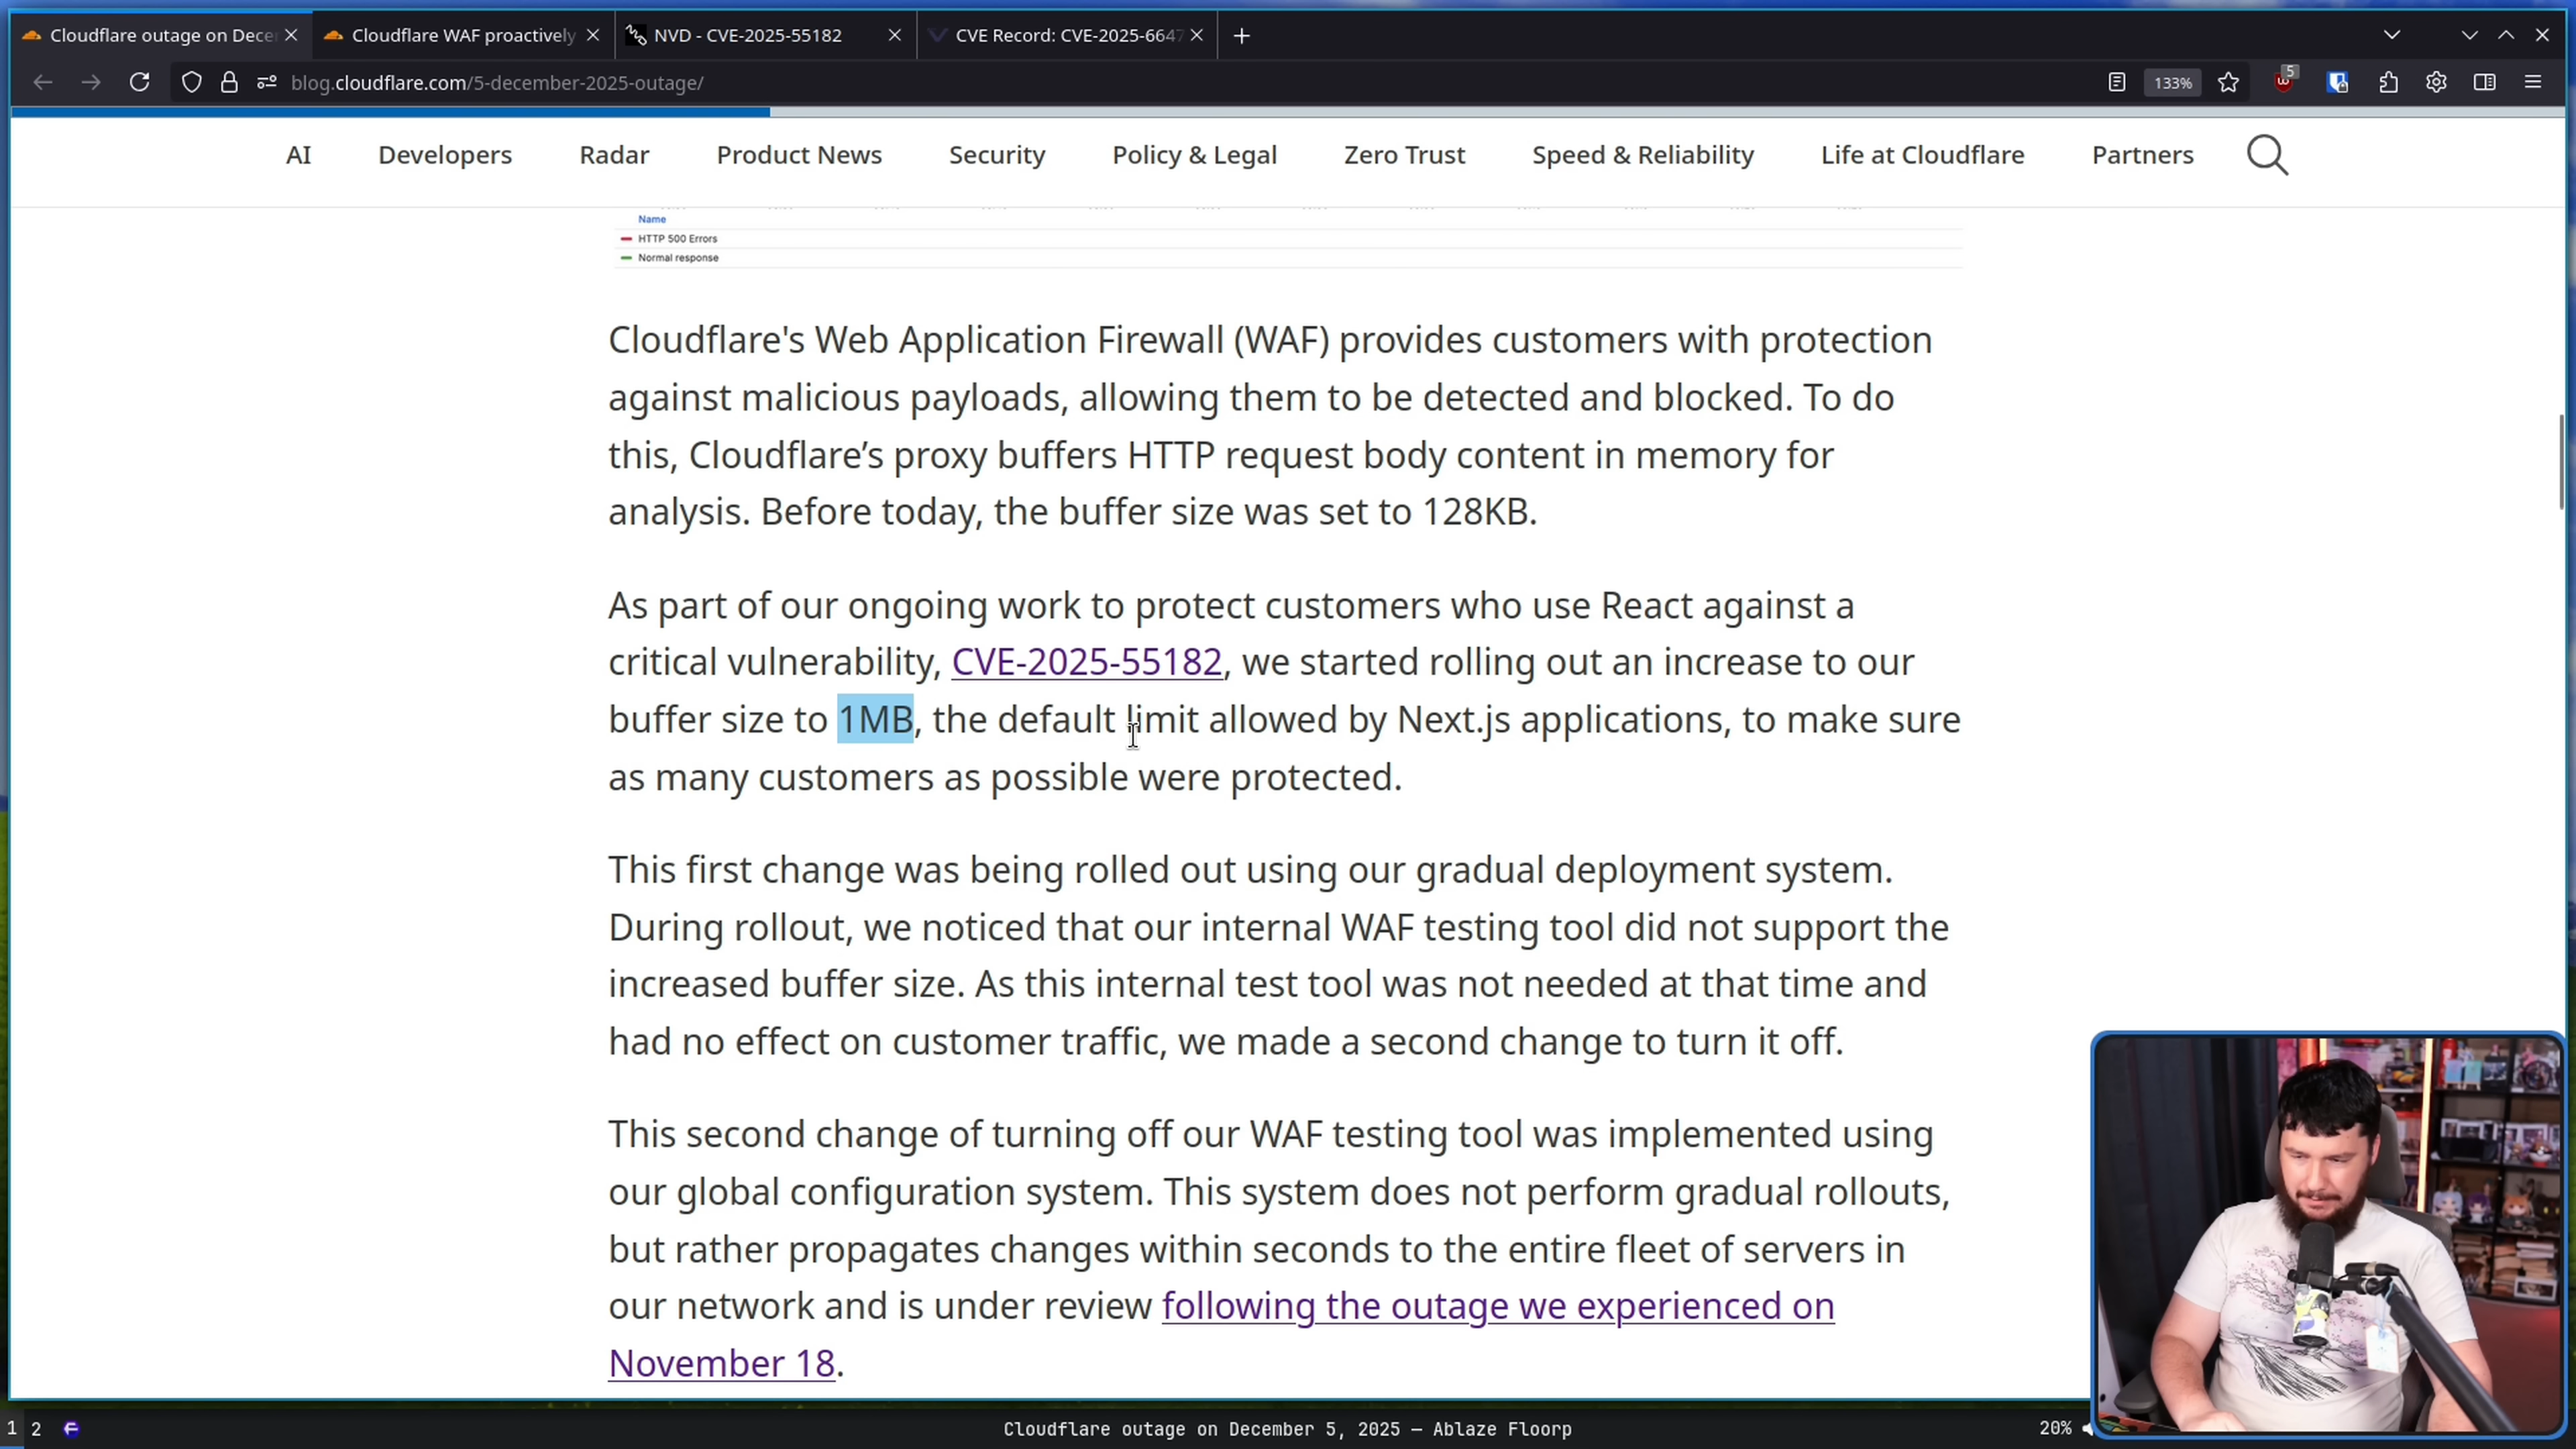 Cloudflare outage on Dece
Cloudflare WAF proactively
NVD - CVE-2025-55182
CVE Record: CVE-2025-6647
blog.cloudflare.com/5-december-2025-outage/
133%
5
AI
Developers
Radar
Product News
Security
Policy & Legal
Zero Trust
Speed & Reliability
Life at Cloudflare
Partners
Name
HTTP 500 Errors
Normal response
Cloudflare's Web Application Firewall (WAF) provides customers with protection
against malicious payloads, allowing them to be detected and blocked. To do
this, Cloudflare’s proxy buffers HTTP request body content in memory for
analysis. Before today, the buffer size was set to 128KB.
As part of our ongoing work to protect customers who use React against a
critical vulnerability, CVE-2025-55182, we started rolling out an increase to our
buffer size to 1MB, the default limit allowed by Next.js applications, to make sure
as many customers as possible were protected.
This first change was being rolled out using our gradual deployment system.
During rollout, we noticed that our internal WAF testing tool did not support the
increased buffer size. As this internal test tool was not needed at that time and
had no effect on customer traffic, we made a second change to turn it off.
This second change of turning off our WAF testing tool was implemented using
our global configuration system. This system does not perform gradual rollouts,
but rather propagates changes within seconds to the entire fleet of servers in
our network and is under review following the outage we experienced on
November 18.
1 2
Cloudflare outage on December 5, 2025 — Ablaze Floorp
20%